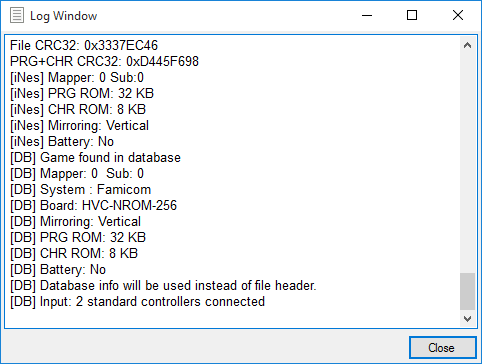 Log Window
File CRC32: 0x3337EC46
PRG+CHR CRC32: 0xD445F698
[iNes] Mapper: 0 Sub:0
[iNes] PRG ROM: 32 KB
[iNes] CHR ROM: 8 KB
[iNes] Mirroring: Vertical
[iNes] Battery: No
[DB] Game found in database
[DB] Mapper: 0  Sub: 0
[DB] System : Famicom
[DB] Board: HVC-NROM-256
[DB] Mirroring: Vertical
[DB] PRG ROM: 32 KB
[DB] CHR ROM: 8 KB
[DB] Battery: No
[DB] Database info will be used instead of file header.
[DB] Input: 2 standard controllers connected
Close